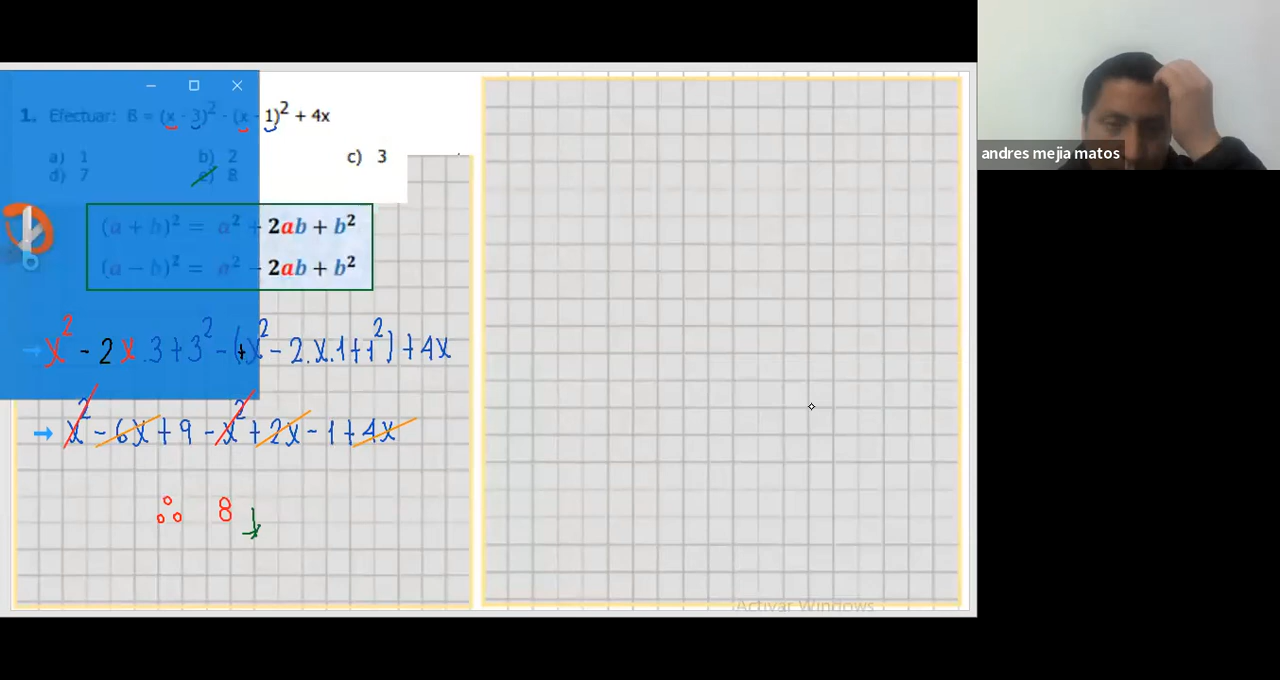 1. Efectuar: B = (x - 3)² - (x - 1)² + 4x
a) 1 b) 2 c) 3
d) 7 e) 8
(a + b)² = a² + 2ab + b²
(a − b)² = a² − 2ab + b²
→ x² - 2x.3 + 3² - (+x² - 2.x.1 + 1²) + 4x
→ x² - 6x + 9 - x² + 2x - 1 + 4x
∴ 8
andres mejia matos
Activar Windows